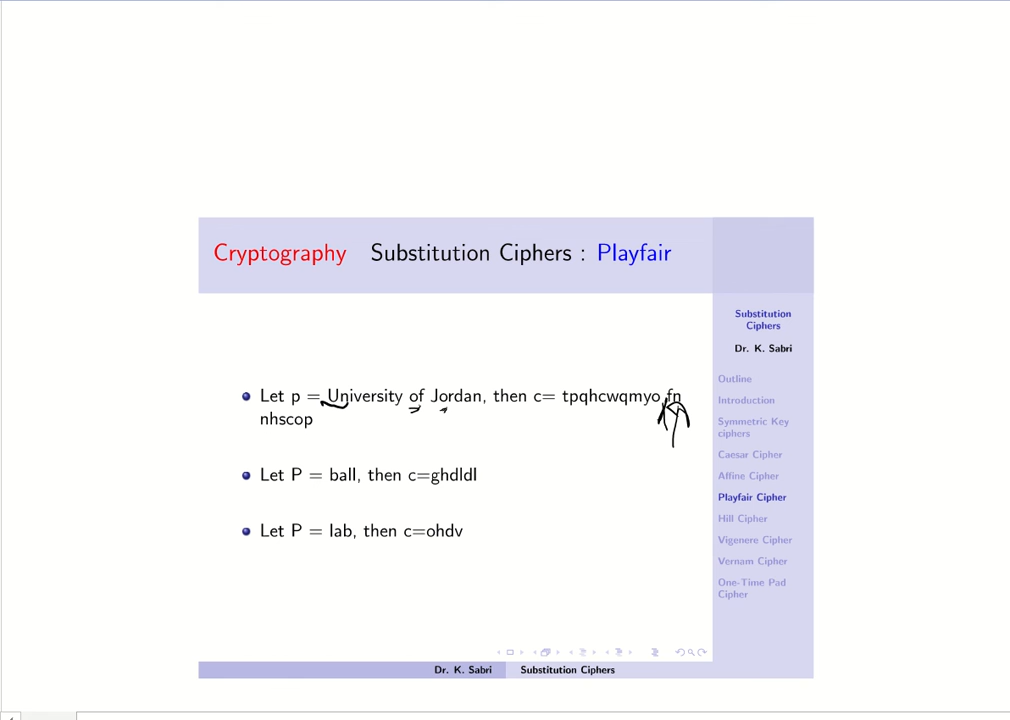 Cryptography Substitution Ciphers : Playfair
Let p = University of Jordan, then c= tpqhcwqmyo fn
nhscop
Let P = ball, then c=ghdldl
Let P = lab, then c=ohdv
Substitution
Ciphers
Dr. K. Sabri
Outline
Introduction
Symmetric Key
ciphers
Caesar Cipher
Affine Cipher
Playfair Cipher
Hill Cipher
Vigenere Cipher
Vernam Cipher
One-Time Pad
Cipher
Dr. K. Sabri Substitution Ciphers